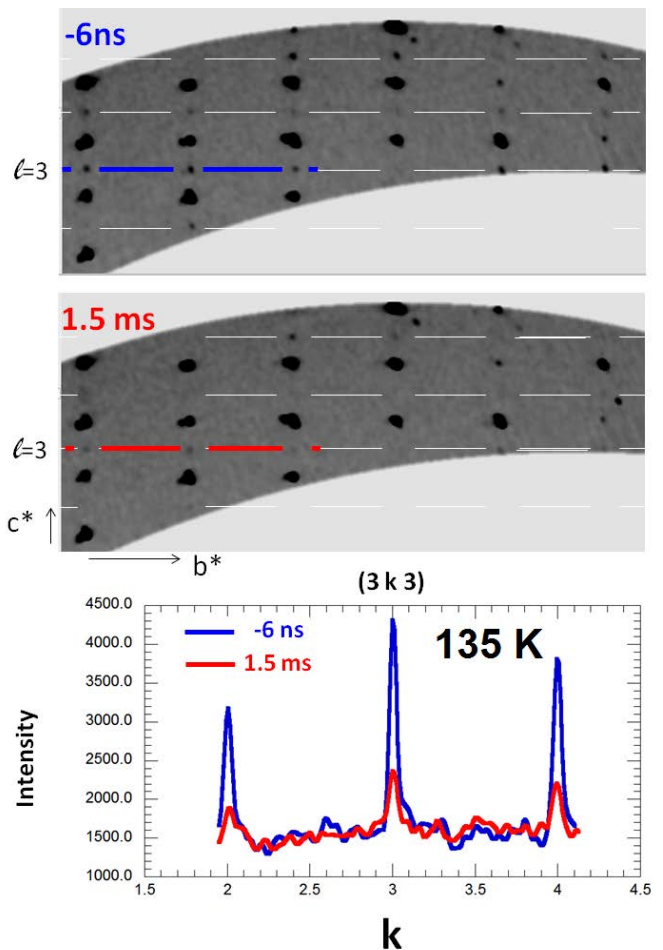 -6ns
ℓ=3
1.5 ms
ℓ=3
c*
b*
(3 k 3)
4500.0
-6 ns
1.5 ms
135 K
4000.0
3500.0
3000.0
2500.0
2000.0
1500.0
1000.0
Intensity
1.5 2 2.5 3 3.5 4 4.5
k